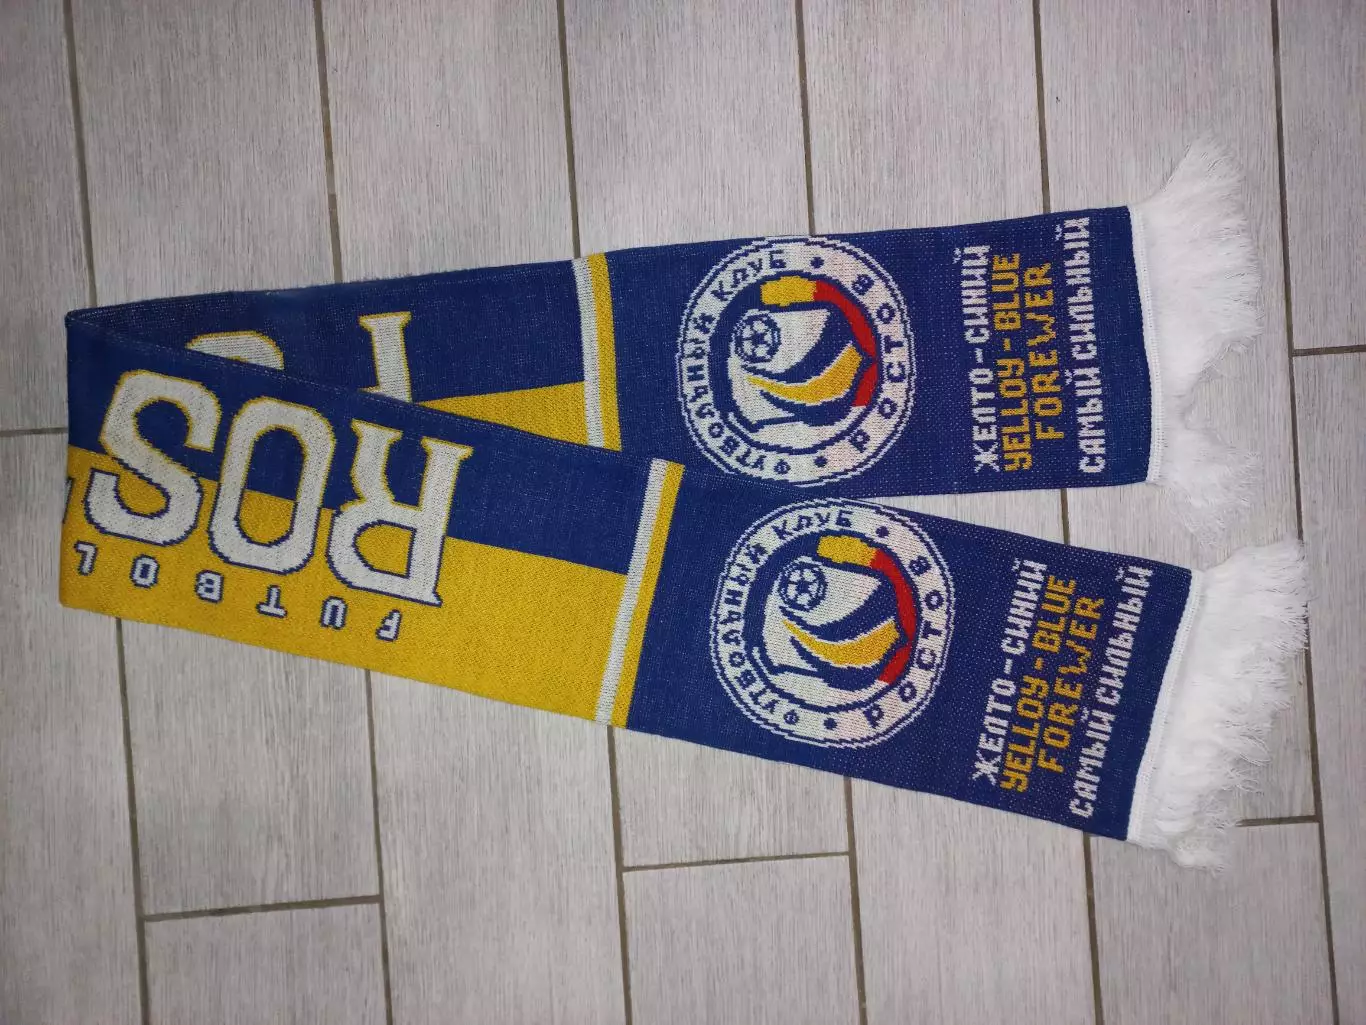 ФУТБОЛЬНЫЙ КЛУБ • РОСТОВ •
ЖЕЛТО-СИНИЙ
YELLOY-BLUE
FOREWER
САМЫЙ СИЛЬНЫЙ
ROS
FUTBOL
ФУТБОЛЬНЫЙ КЛУБ • РОСТОВ •
ЖЕЛТО-СИНИЙ
YELLOY-BLUE
FOREWER
САМЫЙ СИЛЬНЫЙ